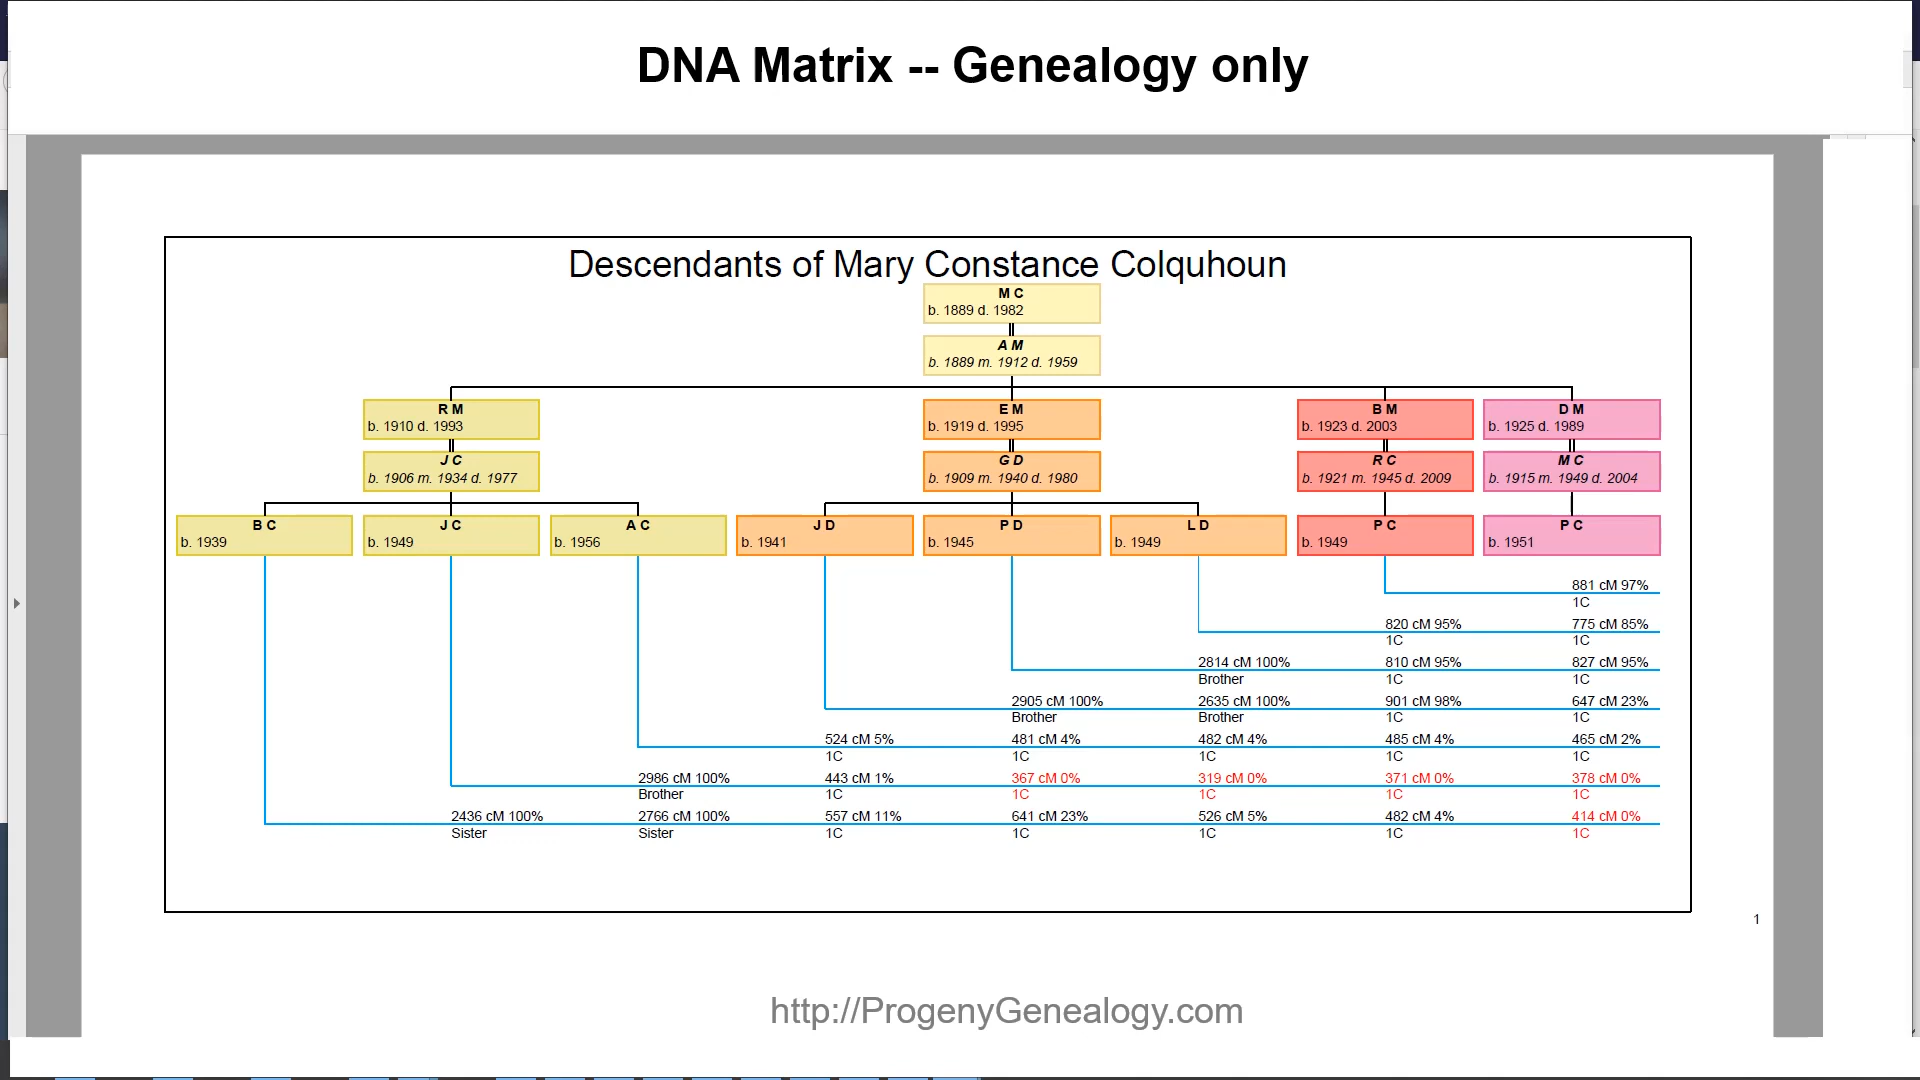 DNA Matrix -- Genealogy only
Descendants of Mary Constance Colquhoun
M C
b. 1889 d. 1982
A M
b. 1889 m. 1912 d. 1959
R M
b. 1910 d. 1993
E M
b. 1919 d. 1995
B M
b. 1923 d. 2003
D M
b. 1925 d. 1989
J C
b. 1906 m. 1934 d. 1977
G D
b. 1909 m. 1940 d. 1980
R C
b. 1921 m. 1945 d. 2009
M C
b. 1915 m. 1949 d. 2004
B C
b. 1939
J C
b. 1949
A C
b. 1956
J D
b. 1941
P D
b. 1945
L D
b. 1949
P C
b. 1949
P C
b. 1951
881 cM 97%
1C
820 cM 95% 775 cM 85%
1C 1C
2814 cM 100% 810 cM 95% 827 cM 95%
Brother 1C 1C
2905 cM 100% 2635 cM 100% 901 cM 98% 647 cM 23%
Brother Brother 1C 1C
524 cM 5% 481 cM 4% 482 cM 4% 485 cM 4% 465 cM 2%
1C 1C 1C 1C 1C
2986 cM 100% 443 cM 1% 367 cM 0% 319 cM 0% 371 cM 0% 378 cM 0%
Brother 1C 1C 1C 1C 1C
2436 cM 100% 2766 cM 100% 557 cM 11% 641 cM 23% 526 cM 5% 482 cM 4% 414 cM 0%
Sister Sister 1C 1C 1C 1C 1C
1
http://ProgenyGenealogy.com